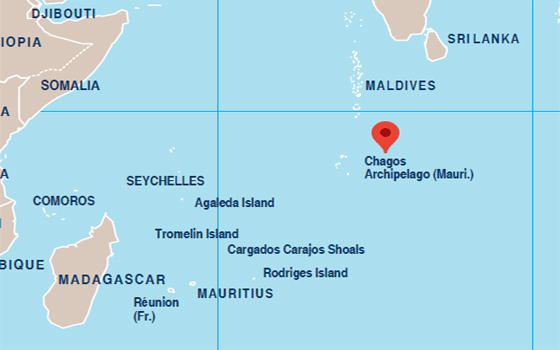 DJIBOUTI
IOPIA
SRI LANKA
SOMALIA
MALDIVES
A
Chagos
Archipelago (Mauri.)
A
SEYCHELLES
COMOROS
Agaleda Island
Tromelin Island
Cargados Carajos Shoals
BIQUE
Rodriges Island
MADAGASCAR
MAURITIUS
Réunion
(Fr.)